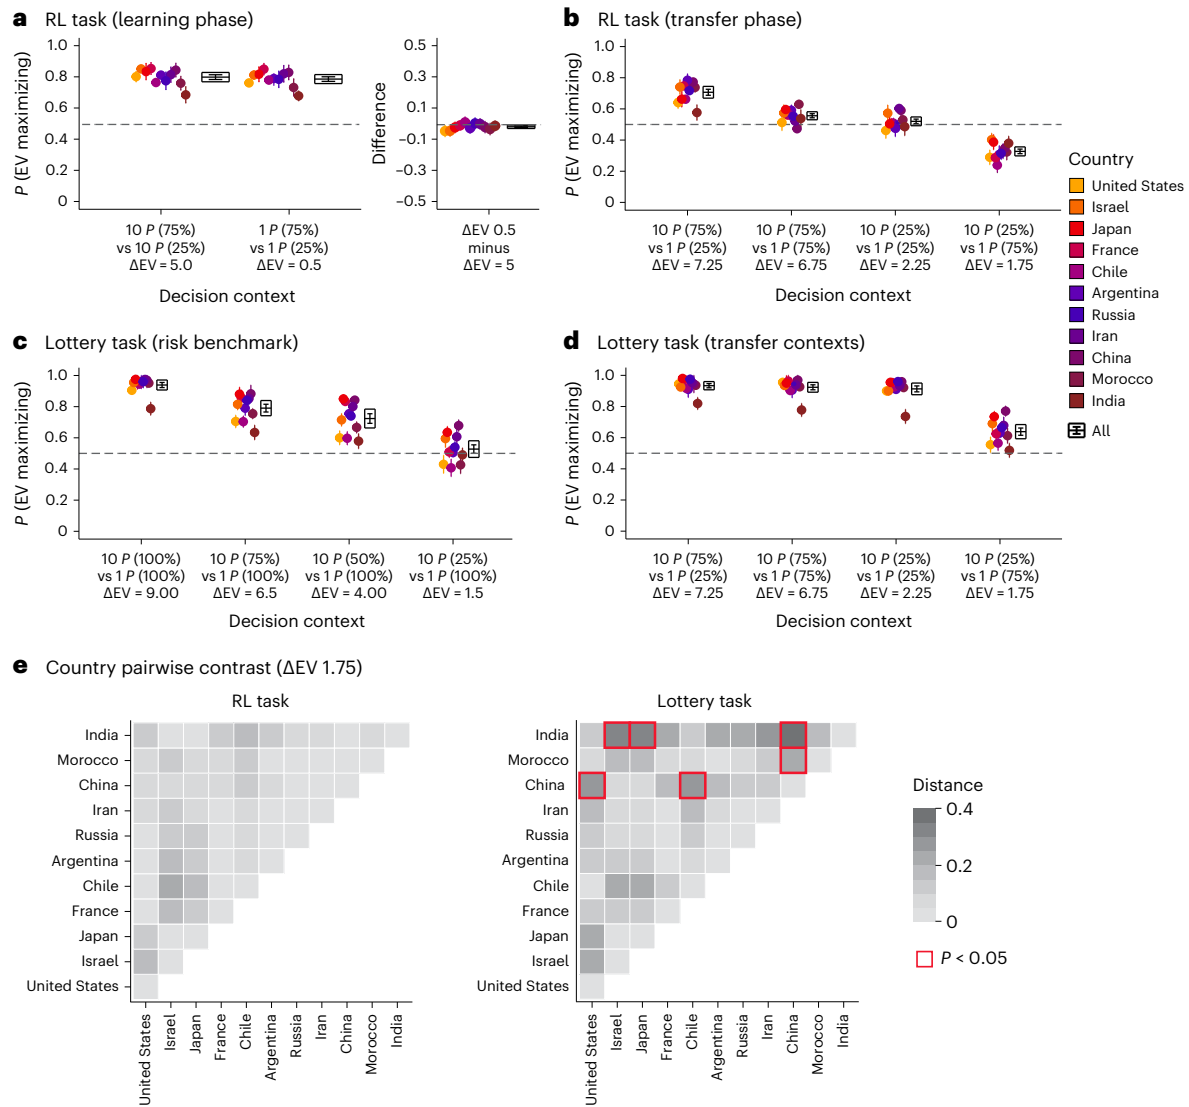 a RL task (learning phase)
1.0
0.8
0.6
0.4
0.2
0
P (EV maximizing)
10 P (75%)
vs 10 P (25%)
ΔEV = 5.0
1 P (75%)
vs 1 P (25%)
ΔEV = 0.5
Decision context
0.5
0.3
0.1
−0.1
−0.3
−0.5
Difference
ΔEV 0.5
minus
ΔEV = 5
b RL task (transfer phase)
1.0
0.8
0.6
0.4
0.2
0
P (EV maximizing)
10 P (75%)
vs 1 P (25%)
ΔEV = 7.25
10 P (75%)
vs 1 P (75%)
ΔEV = 6.75
10 P (25%)
vs 1 P (25%)
ΔEV = 2.25
10 P (25%)
vs 1 P (75%)
ΔEV = 1.75
Decision context
Country
United States
Israel
Japan
France
Chile
Argentina
Russia
Iran
China
Morocco
India
All
c Lottery task (risk benchmark)
1.0
0.8
0.6
0.4
0.2
0
P (EV maximizing)
10 P (100%)
vs 1 P (100%)
ΔEV = 9.00
10 P (75%)
vs 1 P (100%)
ΔEV = 6.5
10 P (50%)
vs 1 P (100%)
ΔEV = 4.00
10 P (25%)
vs 1 P (100%)
ΔEV = 1.5
Decision context
d Lottery task (transfer contexts)
1.0
0.8
0.6
0.4
0.2
0
P (EV maximizing)
10 P (75%)
vs 1 P (25%)
ΔEV = 7.25
10 P (75%)
vs 1 P (75%)
ΔEV = 6.75
10 P (25%)
vs 1 P (25%)
ΔEV = 2.25
10 P (25%)
vs 1 P (75%)
ΔEV = 1.75
Decision context
e Country pairwise contrast (ΔEV 1.75)
RL task
India
Morocco
China
Iran
Russia
Argentina
Chile
France
Japan
Israel
United States
United States
Israel
Japan
France
Chile
Argentina
Russia
Iran
China
Morocco
India
Lottery task
India
Morocco
China
Iran
Russia
Argentina
Chile
France
Japan
Israel
United States
United States
Israel
Japan
France
Chile
Argentina
Russia
Iran
China
Morocco
India
Distance
0.4
0.2
0
P < 0.05